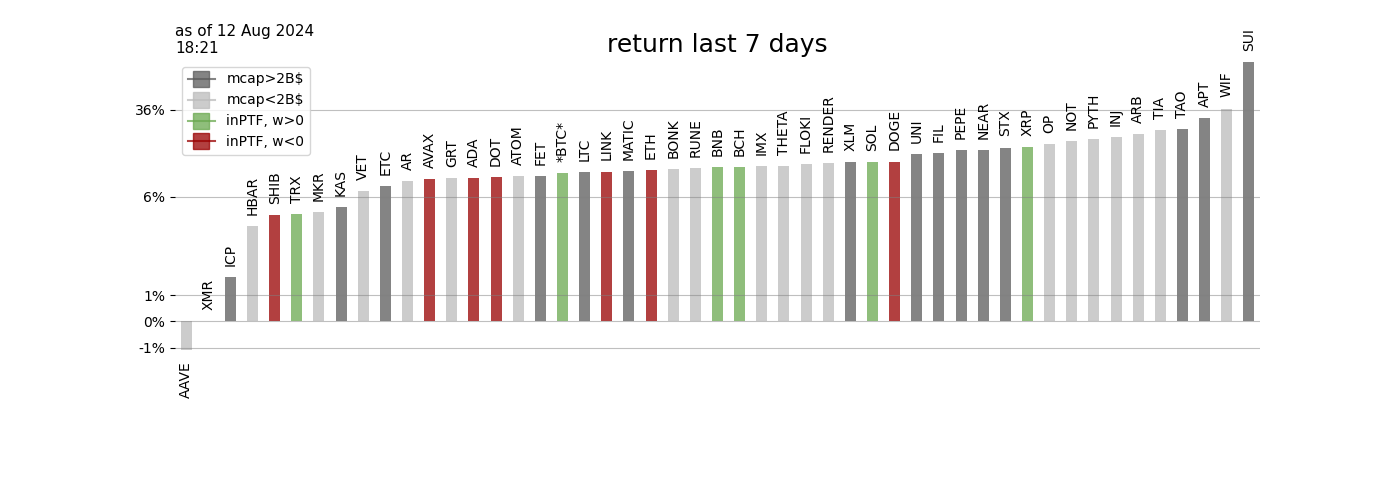 as of 12 Aug 2024
18:21
return last 7 days
mcap>2B$
mcap<2B$
inPTF, w>0
inPTF, w<0
36%
6%
1%
0%
-1%
AAVE
XMR
ICP
HBAR
SHIB
TRX
MKR
KAS
VET
ETC
AR
AVAX
GRT
ADA
DOT
ATOM
FET
*BTC*
LTC
LINK
MATIC
ETH
BONK
RUNE
BNB
BCH
IMX
THETA
FLOKI
RENDER
XLM
SOL
DOGE
UNI
FIL
PEPE
NEAR
STX
XRP
OP
NOT
PYTH
INJ
ARB
TIA
TAO
APT
WIF
SUI